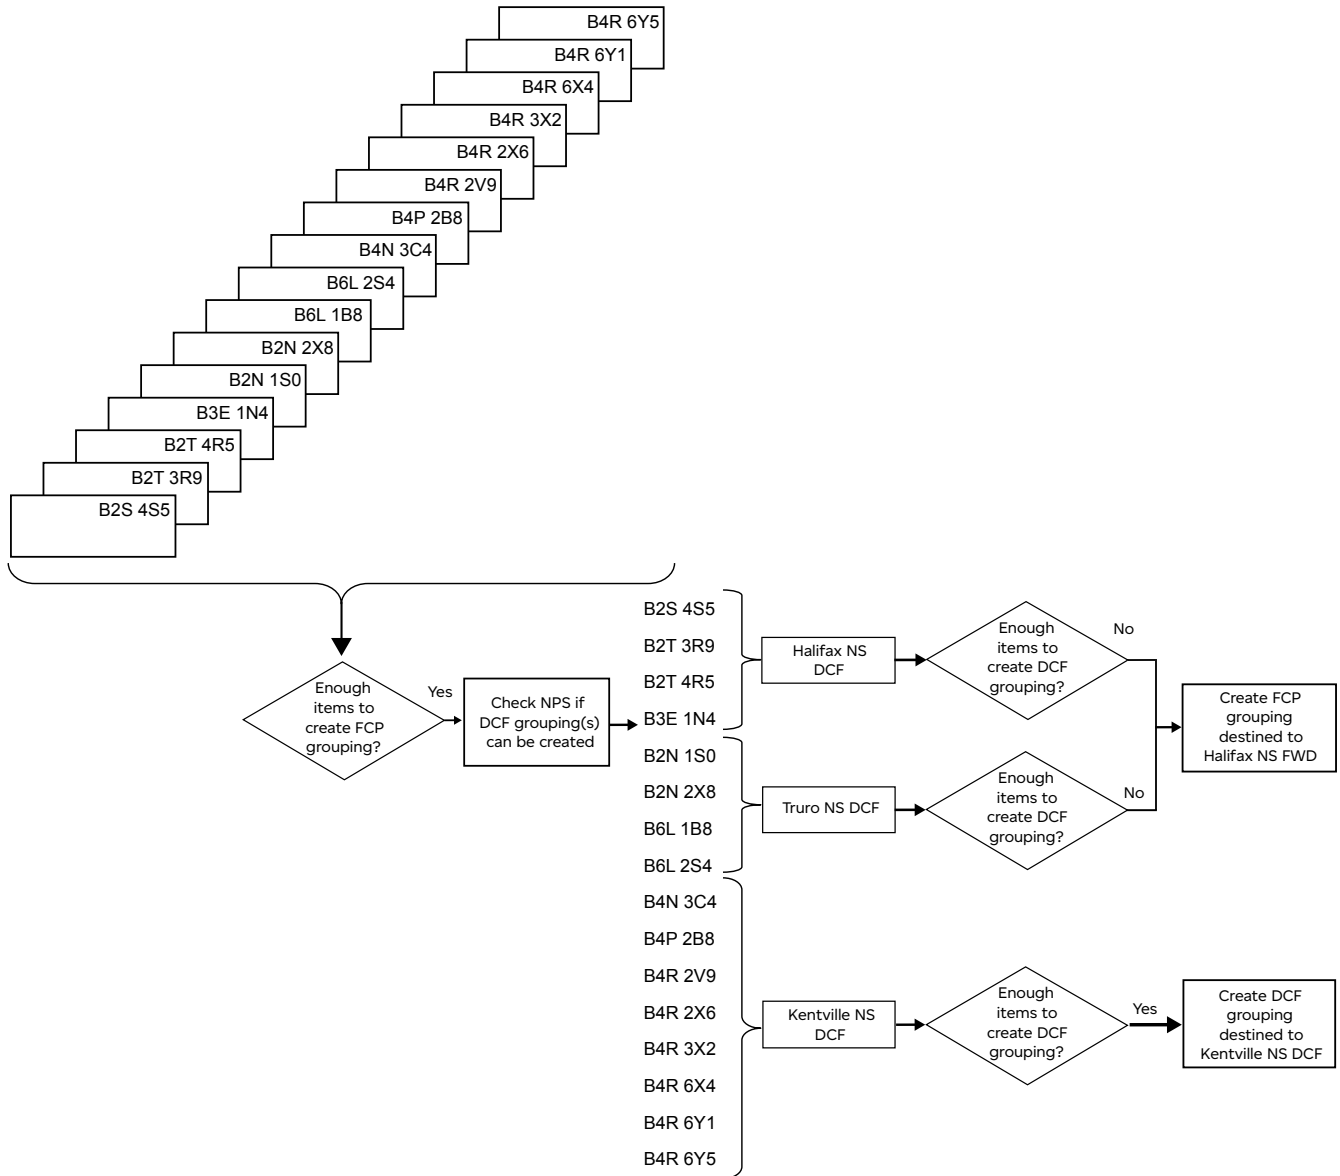 B4R 6Y5
B4R 6Y1
B4R 6X4
B4R 3X2
B4R 2X6
B4R 2V9
B4P 2B8
B4N 3C4
B6L 2S4
B6L 1B8
B2N 2X8
B2N 1S0
B3E 1N4
B2T 4R5
B2T 3R9
B2S 4S5
Enough
items to
create FCP
grouping?
Yes
Check NPS if
DCF grouping(s)
can be created
B2S 4S5
B2T 3R9
B2T 4R5
B3E 1N4
B2N 1S0
B2N 2X8
B6L 1B8
B6L 2S4
B4N 3C4
B4P 2B8
B4R 2V9
B4R 2X6
B4R 3X2
B4R 6X4
B4R 6Y1
B4R 6Y5
Halifax NS
DCF
Enough
items to
create DCF
grouping?
No
Truro NS DCF
Enough
items to
create DCF
grouping?
No
Create FCP
grouping
destined to
Halifax NS FWD
Kentville NS
DCF
Enough
items to
create DCF
grouping?
Yes
Create DCF
grouping
destined to
Kentville NS DCF